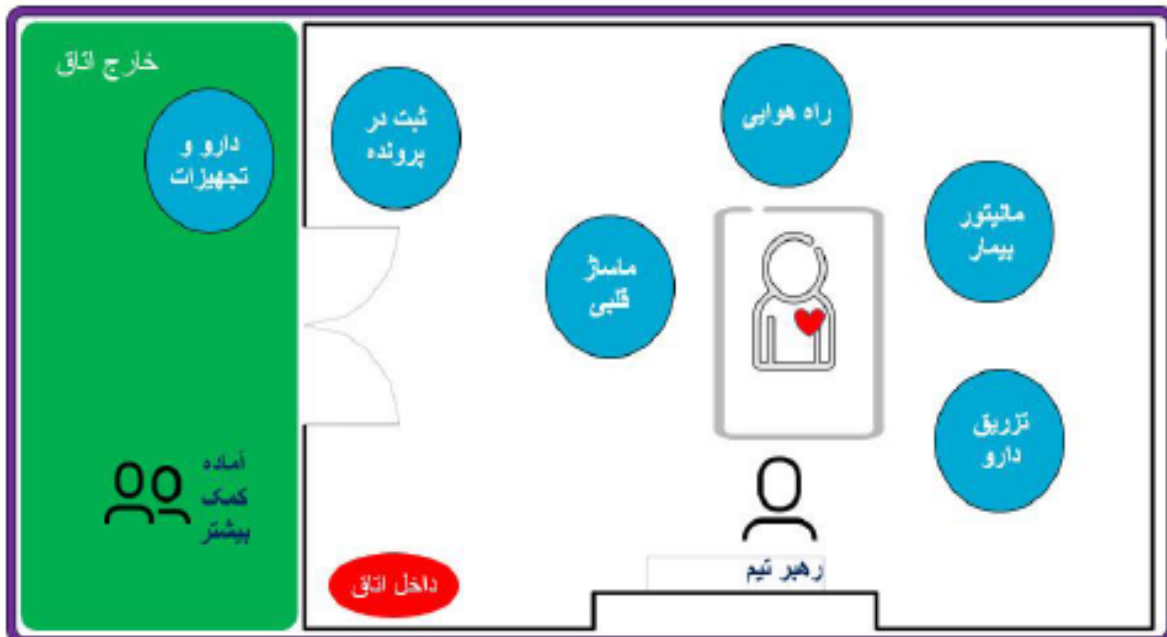 خارج اتاق
دارو و
تجهیزات
ثبت در
پرونده
راه هوایی
مانیتور
بیمار
ماساژ
قلبی
تزریق
دارو
آماده
کمک
بیشتر
رهبر تیم
داخل اتاق